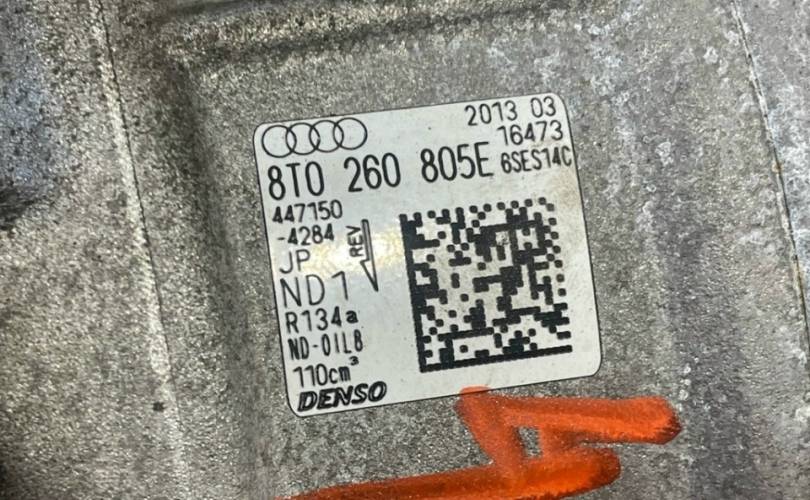 2013 03
16473
8T0 260 805E 6SES14C
447150
-4284
REV
JP
ND1
R134a
ND-OIL8
110cm³
DENSO